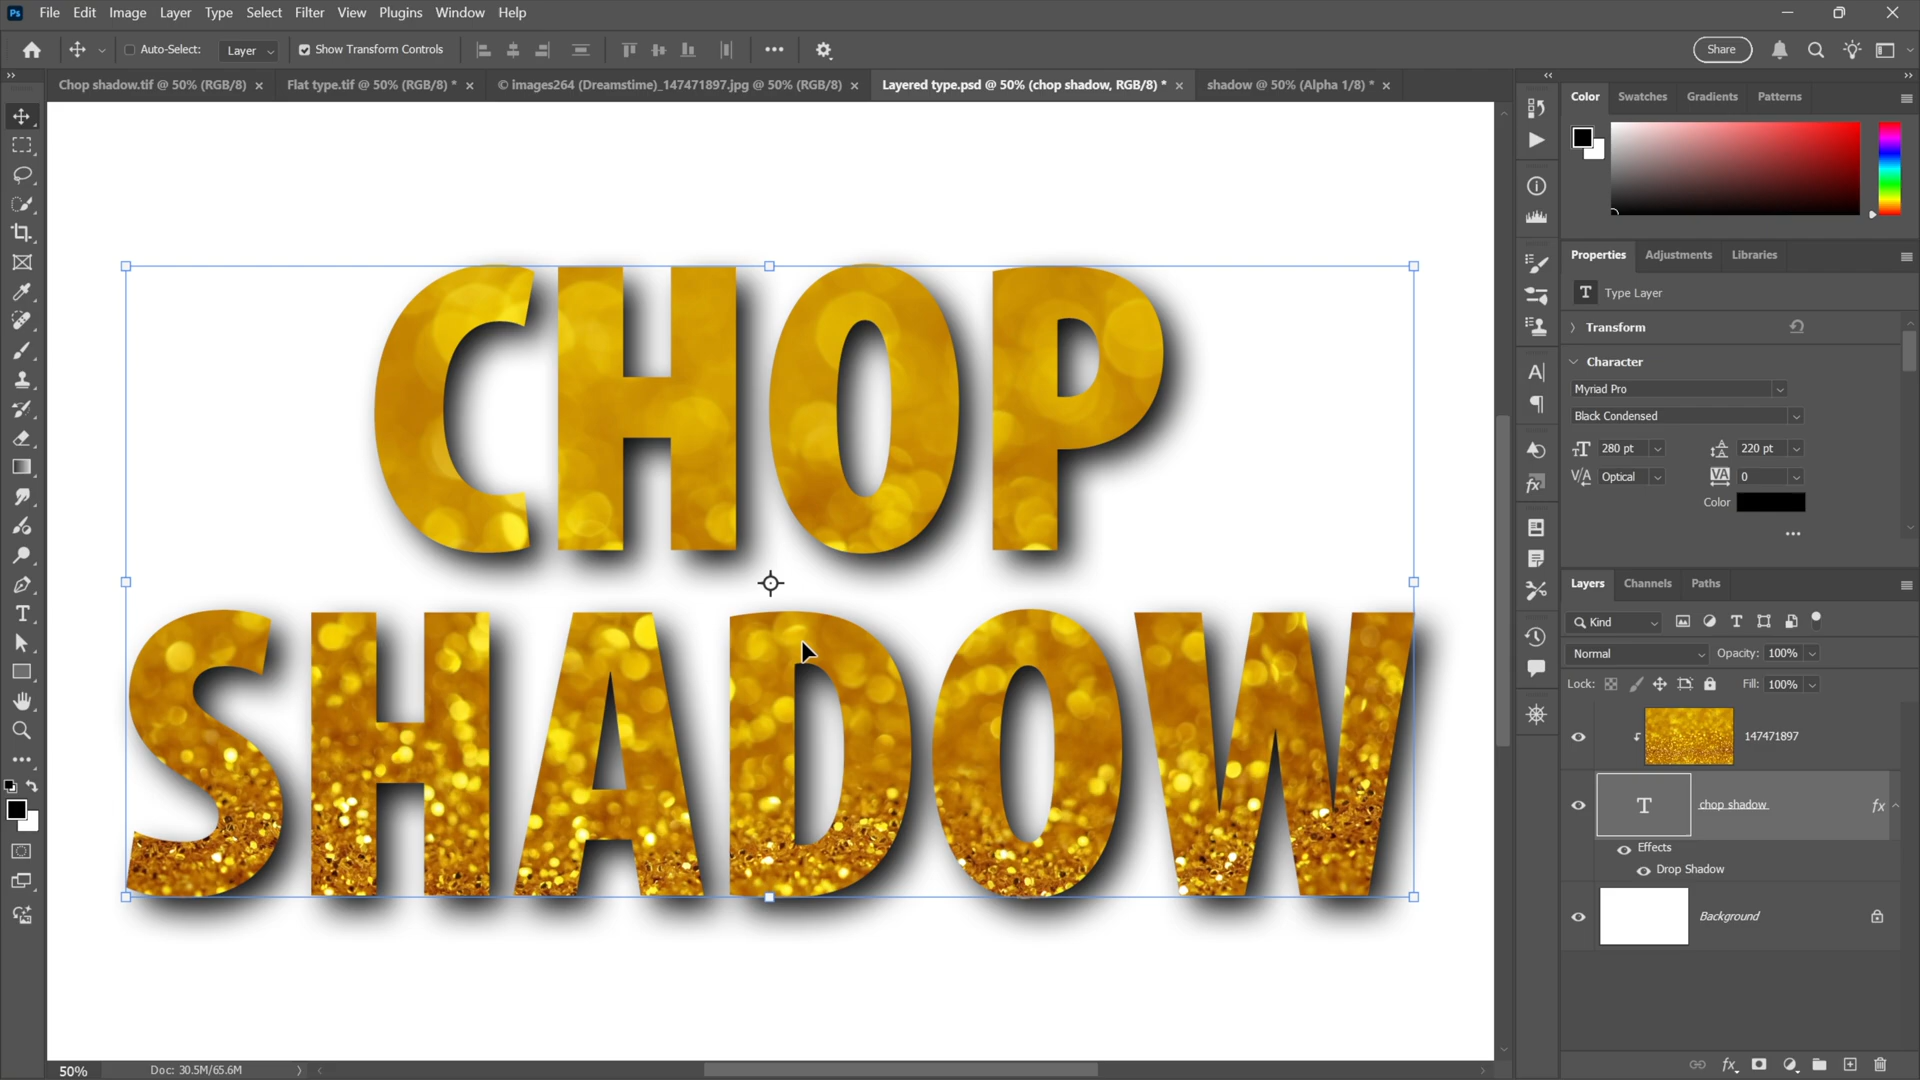 Ps File Edit Image Layer Type Select Filter View Plugins Window Help
Auto-Select: Layer Show Transform Controls Share
Chop shadow.tif @ 50% (RGB/8) Flat type.tif @ 50% (RGB/8) * © images264 (Dreamstime)_147471897.jpg @ 50% (RGB/8) Layered type.psd @ 50% (chop shadow, RGB/8) * shadow @ 50% (Alpha 1/8) *
Color Swatches Gradients Patterns
Properties Adjustments Libraries
T Type Layer
Transform
Character
Myriad Pro
Black Condensed
280 pt 220 pt
Optical 0
Color
CHOP
SHADOW
Layers Channels Paths
Kind
Normal Opacity: 100%
Lock: Fill: 100%
147471897
T chop shadow fx
Effects
Drop Shadow
Background
50% Doc: 30.5M/65.6M